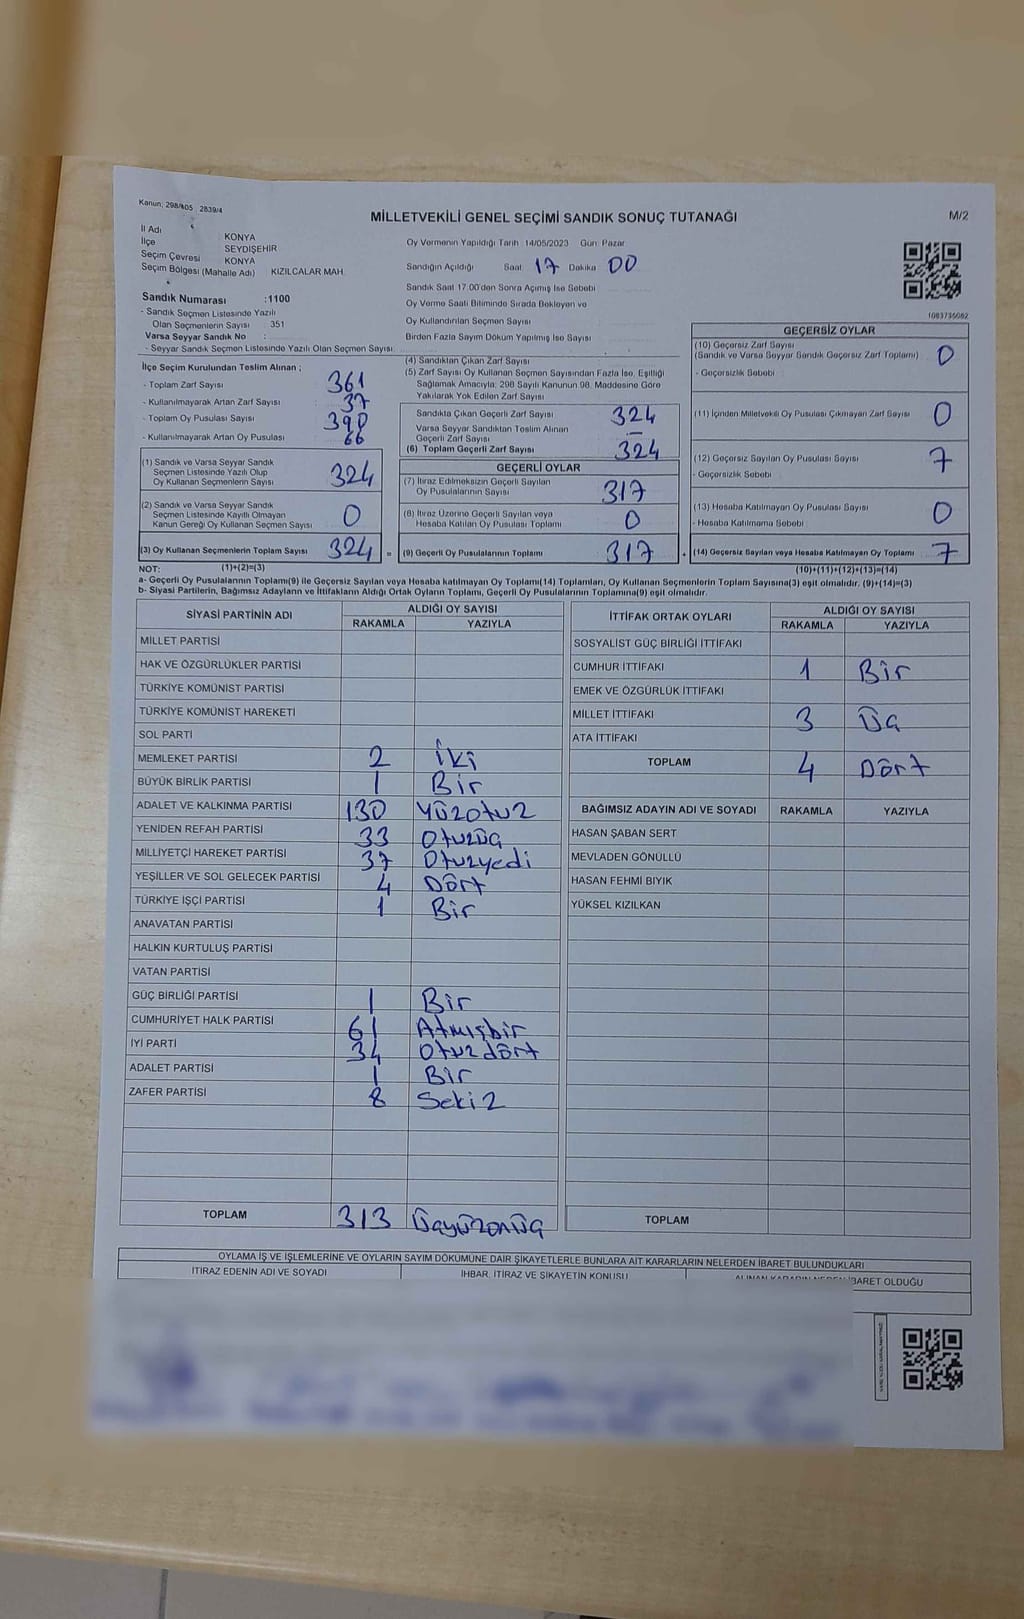 Kanun, 298/105 2839/4
MİLLETVEKİLİ GENEL SEÇİMİ SANDIK SONUÇ TUTANAĞI
M/2
İl Adı KONYA
İlçe SEYDİŞEHİR
Seçim Çevresi KONYA
Seçim Bölgesi (Mahalle Adı) KIZILCALAR MAH.
Sandık Numarası :1100
- Sandık Seçmen Listesinde Yazılı
Olan Seçmenlerin Sayısı : 351
Varsa Seyyar Sandık No :
- Seyyar Sandık Seçmen Listesinde Yazılı Olan Seçmen Sayısı
Oy Vermenin Yapıldığı Tarih 14/05/2023 Gün Pazar
Sandığın Açıldığı Saat 17 Dakika 00
Sandık Saat 17.00'den Sonra Açılmış İse Sebebi
Oy Verme Saati Bitiminde Sırada Bekleyen ve
Oy Kullandırılan Seçmen Sayısı
Birden Fazla Sayım Döküm Yapılmış İse Sayısı
1083736082
İlçe Seçim Kurulundan Teslim Alınan ;
- Toplam Zarf Sayısı 361
- Kullanılmayarak Artan Zarf Sayısı 37
- Toplam Oy Pusulası Sayısı 390
- Kullanılmayarak Artan Oy Pusulası 66
(1) Sandık ve Varsa Seyyar Sandık
Seçmen Listesinde Yazılı Olup
Oy Kullanan Seçmenlerin Sayısı 324
(2) Sandık ve Varsa Seyyar Sandık
Seçmen Listesinde Kayıtlı Olmayan
Kanun Gereği Oy Kullanan Seçmen Sayısı 0
(3) Oy Kullanan Seçmenlerin Toplam Sayısı 324 =
(4) Sandıktan Çıkan Zarf Sayısı
(5) Zarf Sayısı Oy Kullanan Seçmen Sayısından Fazla İse, Eşitliği
Sağlamak Amacıyla; 298 Sayılı Kanunun 98. Maddesine Göre
Yakılarak Yok Edilen Zarf Sayısı
Sandıkta Çıkan Geçerli Zarf Sayısı 324
Varsa Seyyar Sandıktan Teslim Alınan
Geçerli Zarf Sayısı —
(6) Toplam Geçerli Zarf Sayısı 324
GEÇERLİ OYLAR
(7) İtiraz Edilmeksizin Geçerli Sayılan
Oy Pusulalarının Sayısı 317
(8) İtiraz Üzerine Geçerli Sayılan veya
Hesaba Katılan Oy Pusulası Toplamı 0
(9) Geçerli Oy Pusulalarının Toplamı 317
GEÇERSİZ OYLAR
(10) Geçersiz Zarf Sayısı
(Sandık ve Varsa Seyyar Sandık Geçersiz Zarf Toplamı) 0
- Geçersizlik Sebebi
(11) İçinden Milletvekili Oy Pusulası Çıkmayan Zarf Sayısı 0
(12) Geçersiz Sayılan Oy Pusulası Sayısı 7
- Geçersizlik Sebebi
(13) Hesaba Katılmayan Oy Pusulası Sayısı 0
- Hesaba Katılmama Sebebi
(14) Geçersiz Sayılan veya Hesaba Katılmayan Oy Toplamı 7
NOT: (1)+(2)=(3) (10)+(11)+(12)+(13)=(14)
a- Geçerli Oy Pusulalarının Toplamı(9) ile Geçersiz Sayılan veya Hesaba katılmayan Oy Toplamı(14) Toplamları, Oy Kullanan Seçmenlerin Toplam Sayısına(3) eşit olmalıdır. (9)+(14)=(3)
b- Siyasi Partilerin, Bağımsız Adayların ve İttifakların Aldığı Ortak Oyların Toplamı, Geçerli Oy Pusulalarının Toplamına(9) eşit olmalıdır.
SİYASİ PARTİNİN ADI ALDIĞI OY SAYISI
RAKAMLA YAZIYLA
MİLLET PARTİSİ
HAK VE ÖZGÜRLÜKLER PARTİSİ
TÜRKİYE KOMÜNİST PARTİSİ
TÜRKİYE KOMÜNİST HAREKETİ
SOL PARTİ
MEMLEKET PARTİSİ 2 İki
BÜYÜK BİRLİK PARTİSİ 1 Bir
ADALET VE KALKINMA PARTİSİ 130 Yüzotuz
YENİDEN REFAH PARTİSİ 33 Otuzüç
MİLLİYETÇİ HAREKET PARTİSİ 37 Otuzyedi
YEŞİLLER VE SOL GELECEK PARTİSİ 4 Dört
TÜRKİYE İŞÇİ PARTİSİ 1 Bir
ANAVATAN PARTİSİ
HALKIN KURTULUŞ PARTİSİ
VATAN PARTİSİ
GÜÇ BİRLİĞİ PARTİSİ 1 Bir
CUMHURİYET HALK PARTİSİ 61 Atmışbir
İYİ PARTİ 34 Otuzdört
ADALET PARTİSİ 1 Bir
ZAFER PARTİSİ 8 Sekiz
TOPLAM 313 Üçyüzonüç
İTTİFAK ORTAK OYLARI ALDIĞI OY SAYISI
RAKAMLA YAZIYLA
SOSYALİST GÜÇ BİRLİĞİ İTTİFAKI
CUMHUR İTTİFAKI 1 Bir
EMEK VE ÖZGÜRLÜK İTTİFAKI
MİLLET İTTİFAKI 3 Üç
ATA İTTİFAKI
TOPLAM 4 Dört
BAĞIMSIZ ADAYIN ADI VE SOYADI RAKAMLA YAZIYLA
HASAN ŞABAN SERT
MEVLADEN GÖNÜLLÜ
HASAN FEHMİ BIYIK
YÜKSEL KIZILKAN
TOPLAM
OYLAMA İŞ VE İŞLEMLERİNE VE OYLARIN SAYIM DÖKÜMÜNE DAİR ŞİKAYETLERLE BUNLARA AİT KARARLARIN NELERDEN İBARET BULUNDUKLARI
İTİRAZ EDENİN ADI VE SOYADI İHBAR, İTİRAZ VE ŞİKAYETİN KONUSU ALINAN KARARIN NEDEN İBARET OLDUĞU